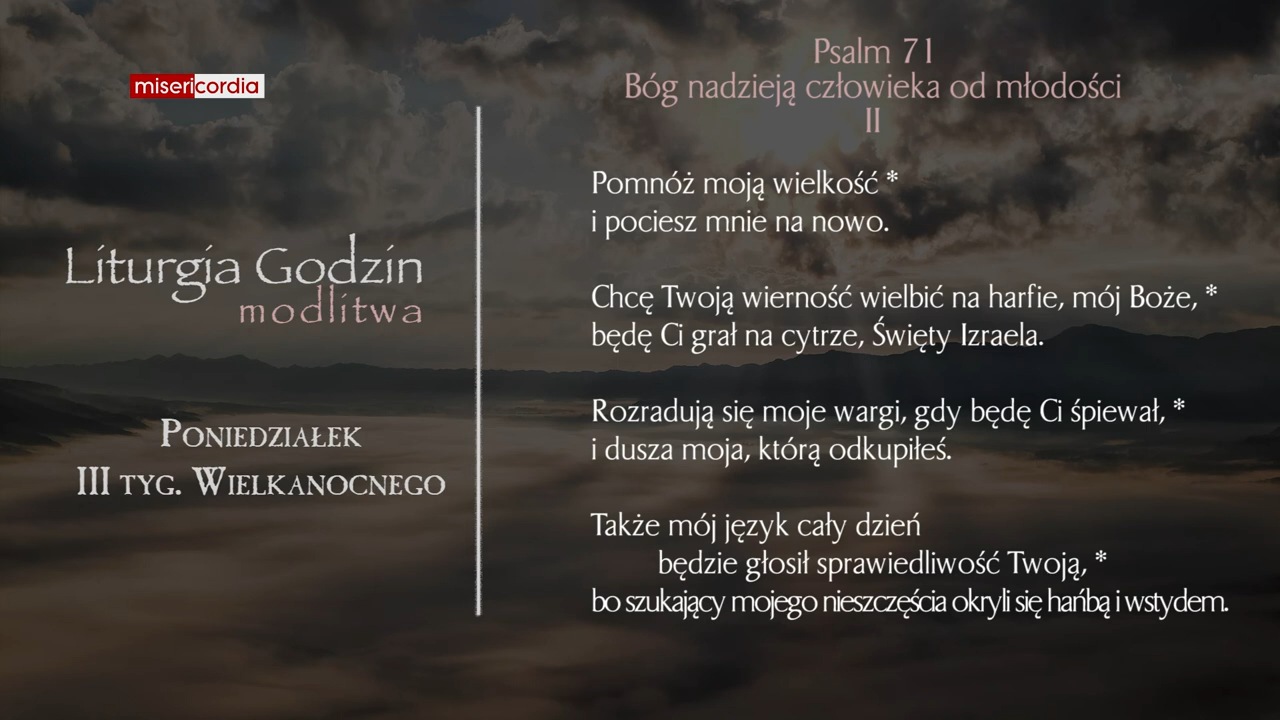 misericordia
Liturgia Godzin
modlitwa
Poniedziałek
III tyg. Wielkanocnego
Psalm 71
Bóg nadzieją człowieka od młodości
II
Pomnóż moją wielkość *
i pociesz mnie na nowo.
Chcę Twoją wierność wielbić na harfie, mój Boże, *
będę Ci grał na cytrze, Święty Izraela.
Rozradują się moje wargi, gdy będę Ci śpiewał, *
i dusza moja, którą odkupiłeś.
Także mój język cały dzień
będzie głosił sprawiedliwość Twoją, *
bo szukający mojego nieszczęścia okryli się hańbą i wstydem.